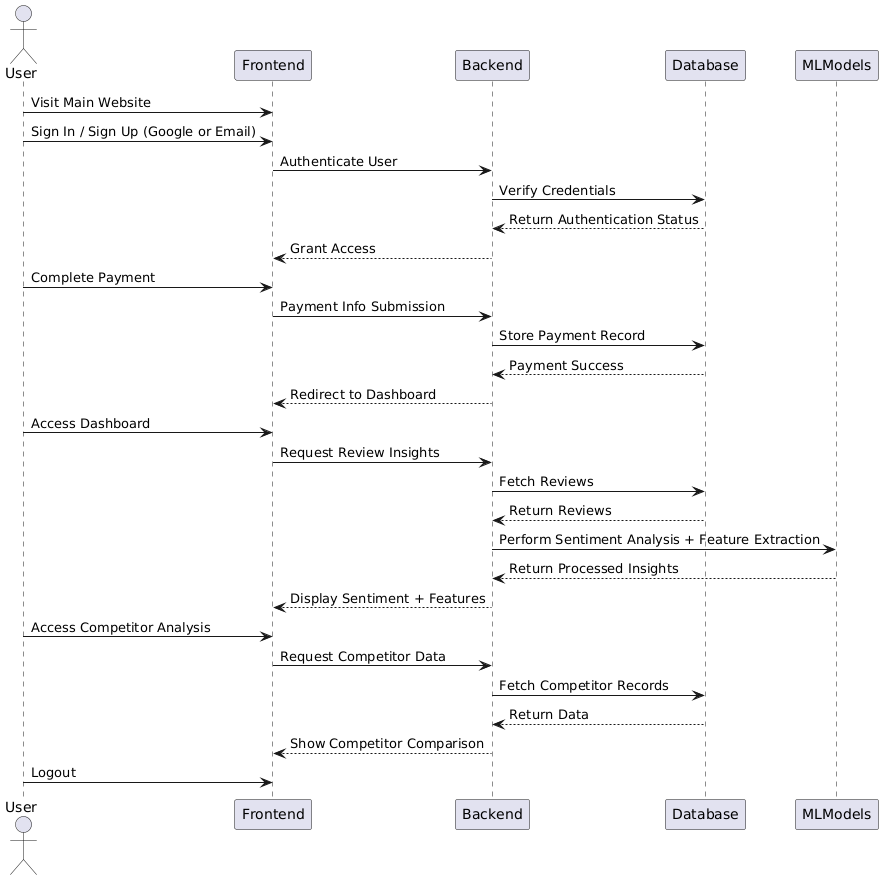 User
Frontend
Backend
Database
MLModels
Visit Main Website
Sign In / Sign Up (Google or Email)
Authenticate User
Verify Credentials
Return Authentication Status
Grant Access
Complete Payment
Payment Info Submission
Store Payment Record
Payment Success
Redirect to Dashboard
Access Dashboard
Request Review Insights
Fetch Reviews
Return Reviews
Perform Sentiment Analysis + Feature Extraction
Return Processed Insights
Display Sentiment + Features
Access Competitor Analysis
Request Competitor Data
Fetch Competitor Records
Return Data
Show Competitor Comparison
Logout
User
Frontend
Backend
Database
MLModels